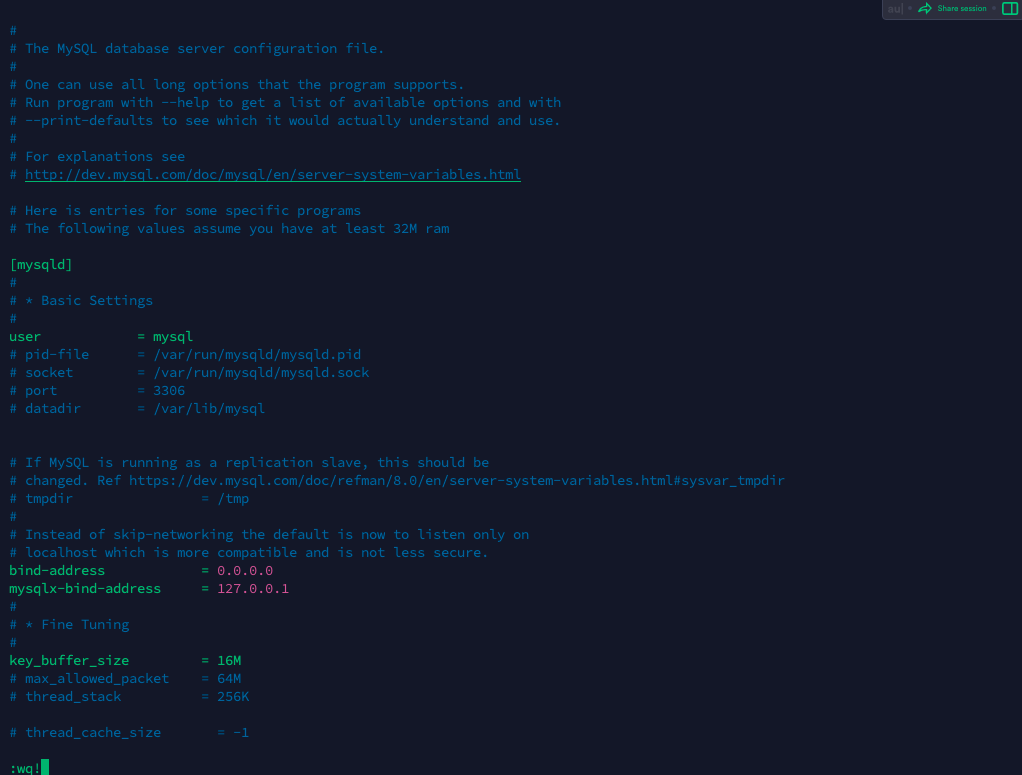 au| Share session
#
# The MySQL database server configuration file.
#
# One can use all long options that the program supports.
# Run program with --help to get a list of available options and with
# --print-defaults to see which it would actually understand and use.
#
# For explanations see
# http://dev.mysql.com/doc/mysql/en/server-system-variables.html
# Here is entries for some specific programs
# The following values assume you have at least 32M ram
[mysqld]
#
# * Basic Settings
#
user = mysql
# pid-file = /var/run/mysqld/mysqld.pid
# socket = /var/run/mysqld/mysqld.sock
# port = 3306
# datadir = /var/lib/mysql
# If MySQL is running as a replication slave, this should be
# changed. Ref https://dev.mysql.com/doc/refman/8.0/en/server-system-variables.html#sysvar_tmpdir
# tmpdir = /tmp
#
# Instead of skip-networking the default is now to listen only on
# localhost which is more compatible and is not less secure.
bind-address = 0.0.0.0
mysqlx-bind-address = 127.0.0.1
#
# * Fine Tuning
#
key_buffer_size = 16M
# max_allowed_packet = 64M
# thread_stack = 256K
# thread_cache_size = -1
:wq!